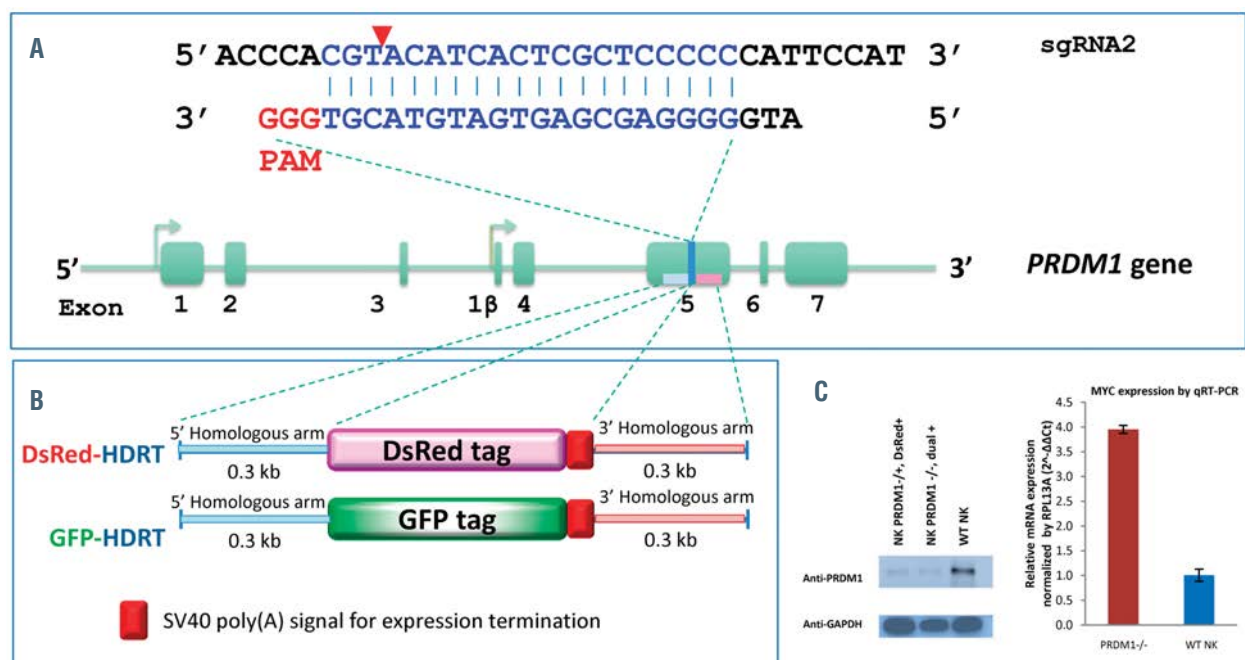 A
5′ ACCCACGTACATCACTCGCTCCCCCCATTCCAT 3′
sgRNA2
3′ GGGTGCATGTAGTGAGCGAGGGGGTA 5′
PAM
5′ 3′
PRDM1 gene
Exon 1 2 3 1β 4 5 6 7
B
5′ Homologous arm 3′ Homologous arm
DsRed-HDRT DsRed tag
0.3 kb 0.3 kb
5′ Homologous arm 3′ Homologous arm
GFP-HDRT GFP tag
0.3 kb 0.3 kb
SV40 poly(A) signal for expression termination
C
NK PRDM1-/+, DsRed+
NK PRDM1 -/-, dual +
WT NK
Anti-PRDM1
Anti-GAPDH
MYC expression by qRT-PCR
Relative mRNA expression
normalized by RPLL13A (2^-ΔΔCt)
4.5
4.0
3.5
3.0
2.5
2.0
1.5
1.0
0.5
0.0
PRDM1-/- WT NK